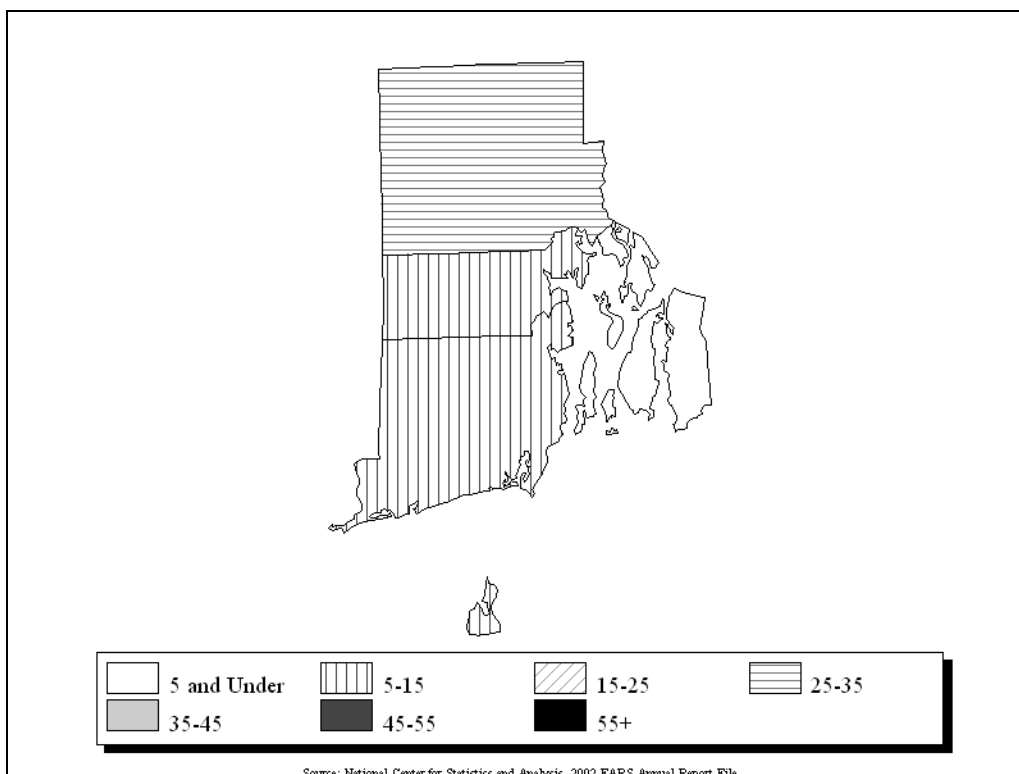 5 and Under 5-15 15-25 25-35
35-45 45-55 55+
Source: National Center for Statistics and Analysis, 2002 FARS Annual Report File